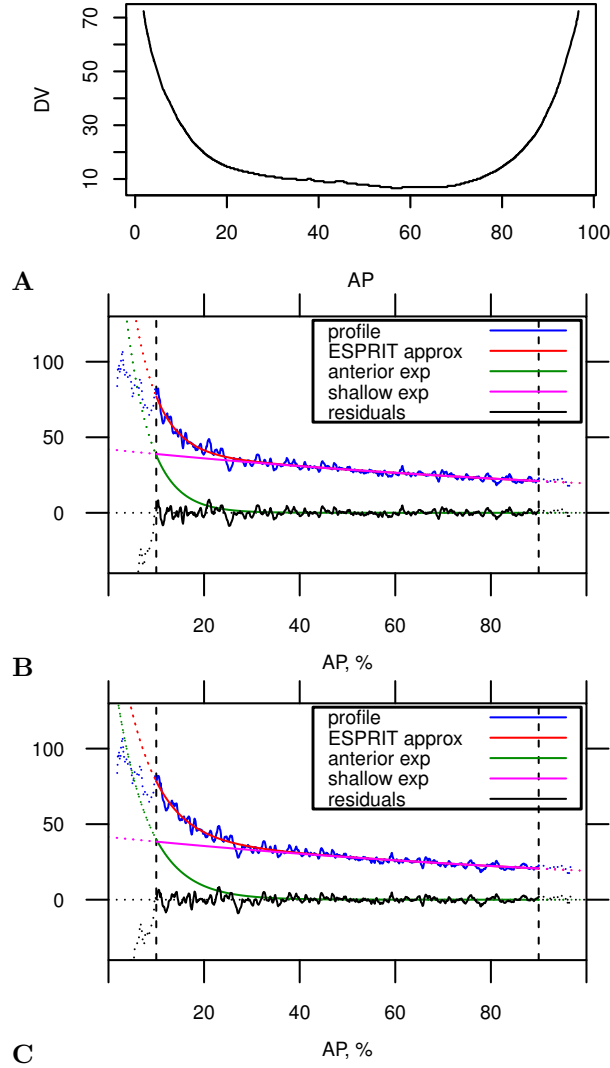 70
50
30
10
DV
0 20 40 60 80 100
A
AP
100
50
0
profile
ESPRIT approx
anterior exp
shallow exp
residuals
20 40 60 80
B
AP, %
100
50
0
profile
ESPRIT approx
anterior exp
shallow exp
residuals
20 40 60 80
C
AP, %